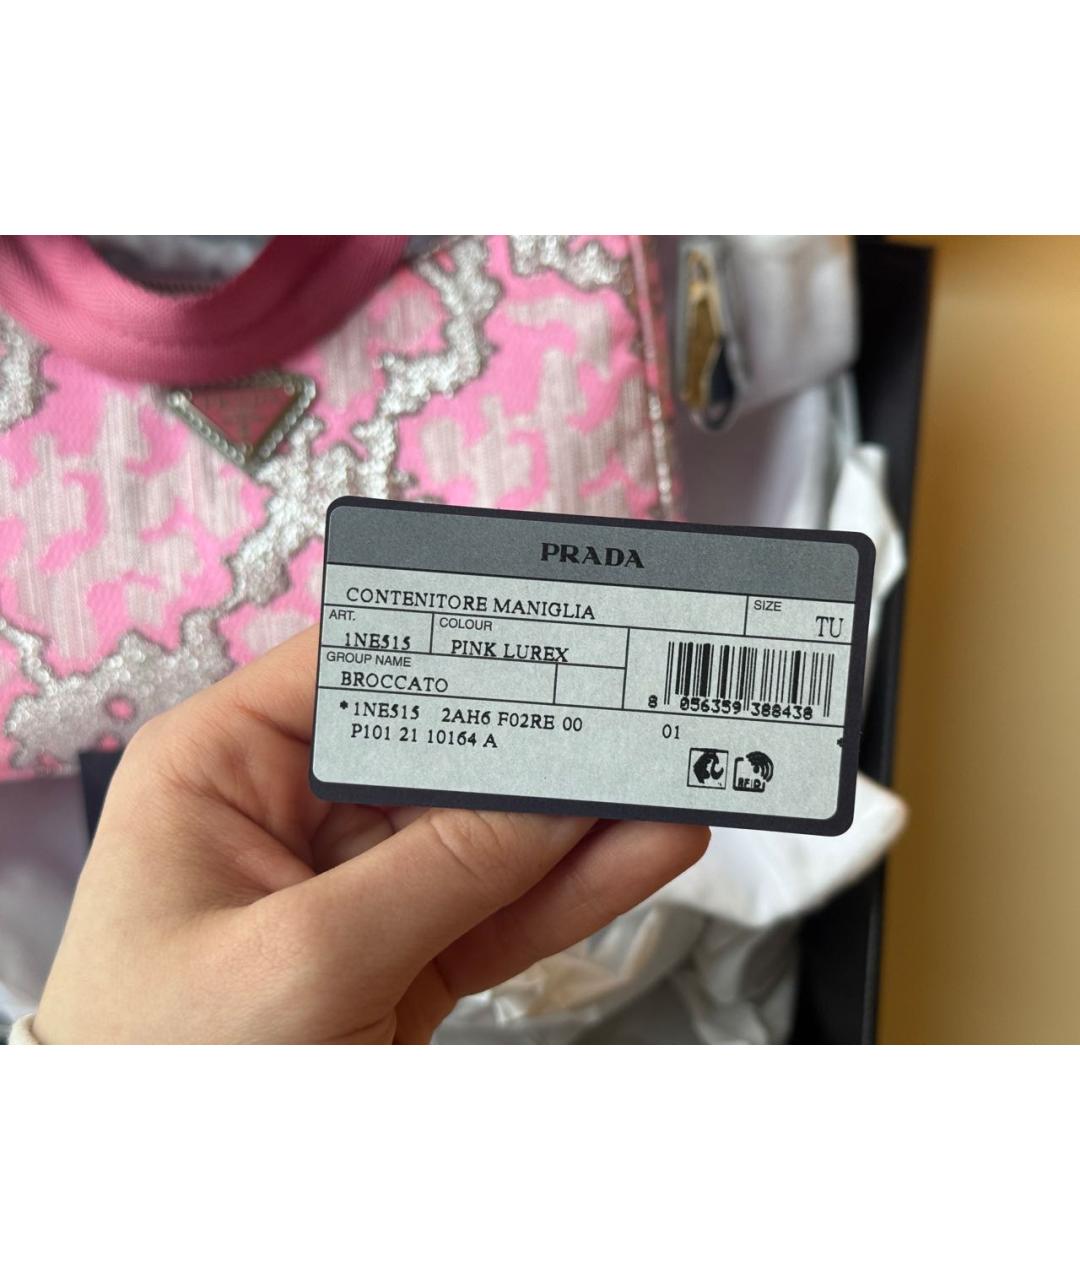 PRADA
CONTENITORE MANIGLIA
SIZE
TU
ART.
1NE515
COLOUR
PINK LUREX
GROUP NAME
BROCCATO
8 056359 388438
*1NE515 2AH6 F02RE 00 01
P101 21 10164 A
RFID